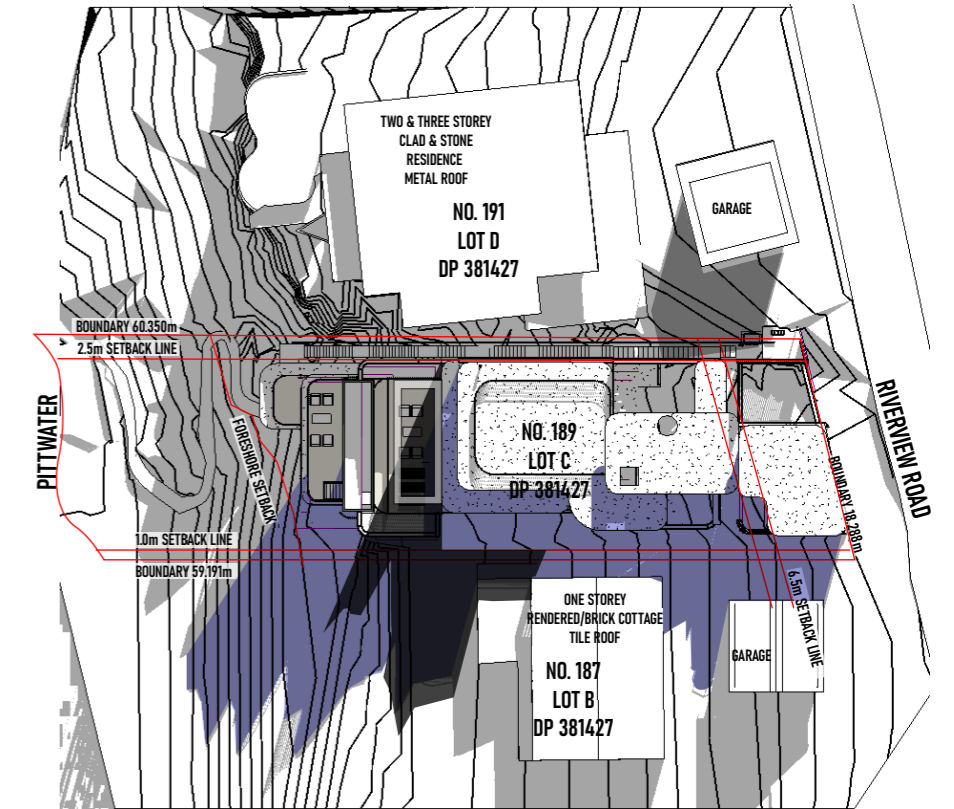 TWO & THREE STOREY
CLAD & STONE
RESIDENCE
METAL ROOF
NO. 191
LOT D
DP 381427
GARAGE
BOUNDARY 60.350m
2.5m SETBACK LINE
PITTWATER
FORESHORE SETBACK
NO. 189
LOT C
DP 381427
RIVERVIEW ROAD
BOUNDARY 18.288m
1.0m SETBACK LINE
BOUNDARY 59.191m
6.5m SETBACK LINE
ONE STOREY
RENDERED/BRICK COTTAGE
TILE ROOF
NO. 187
LOT B
DP 381427
GARAGE